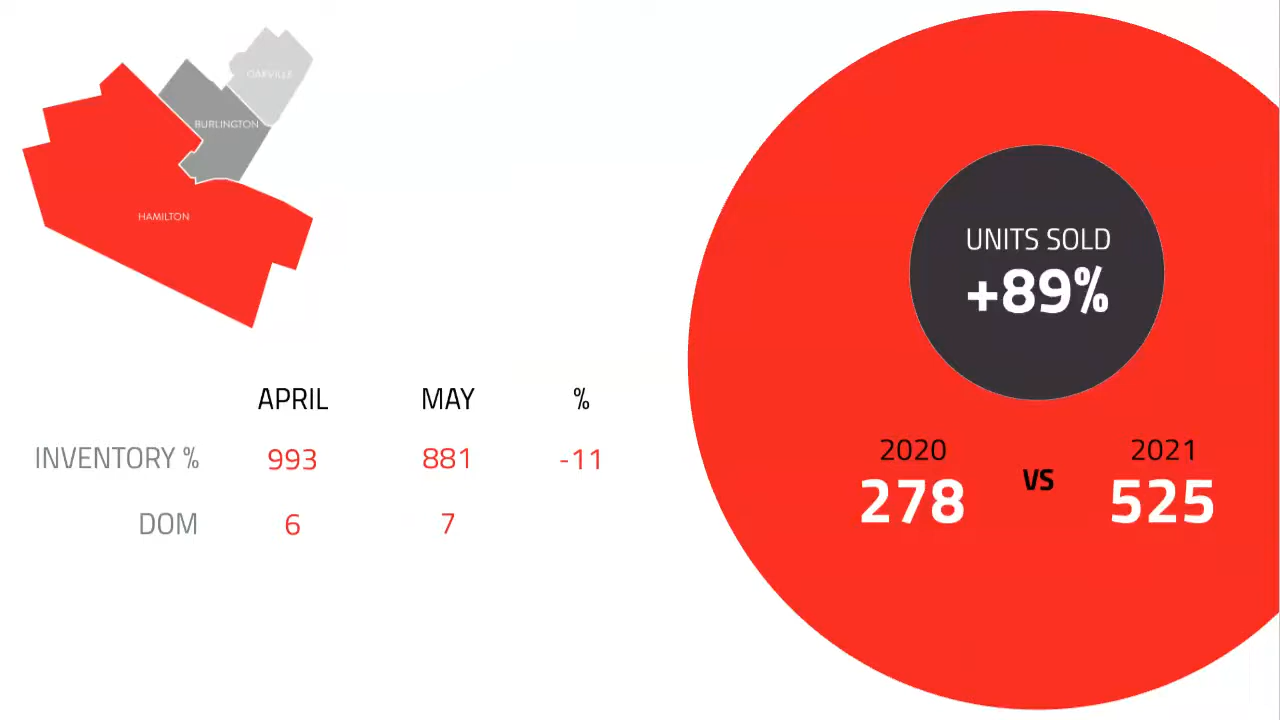 OAKVILLE
BURLINGTON
HAMILTON
APRIL MAY %
INVENTORY % 993 881 -11
DOM 6 7
UNITS SOLD
+89%
2020 VS 2021
278 525